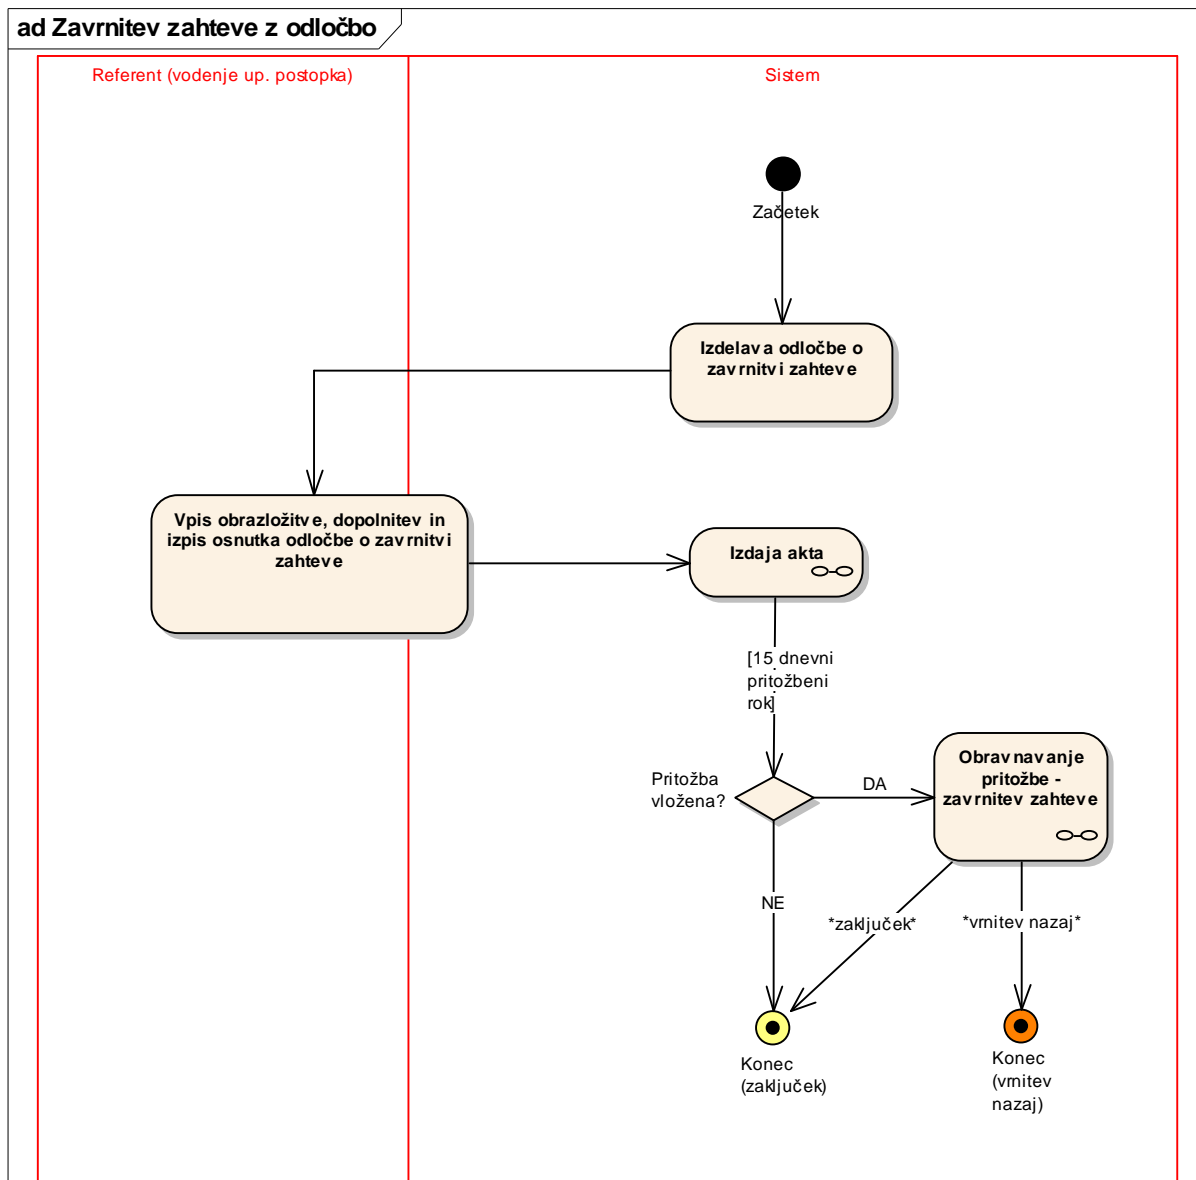 ad Zavrnitev zahteve z odločbo
Referent (vodenje up. postopka)
Sistem
Začetek
Izdelava odločbe o
zavrnitvi zahteve
Vpis obrazložitve, dopolnitev in
izpis osnutka odločbe o zavrnitvi
zahteve
Izdaja akta
[15 dnevni
pritožbeni
rok]
Pritožba
vložena?
DA
Obravnavanje
pritožbe -
zavrnitev zahteve
NE
*zaključek*
*vrnitev nazaj*
Konec
(zaključek)
Konec
(vrnitev
nazaj)